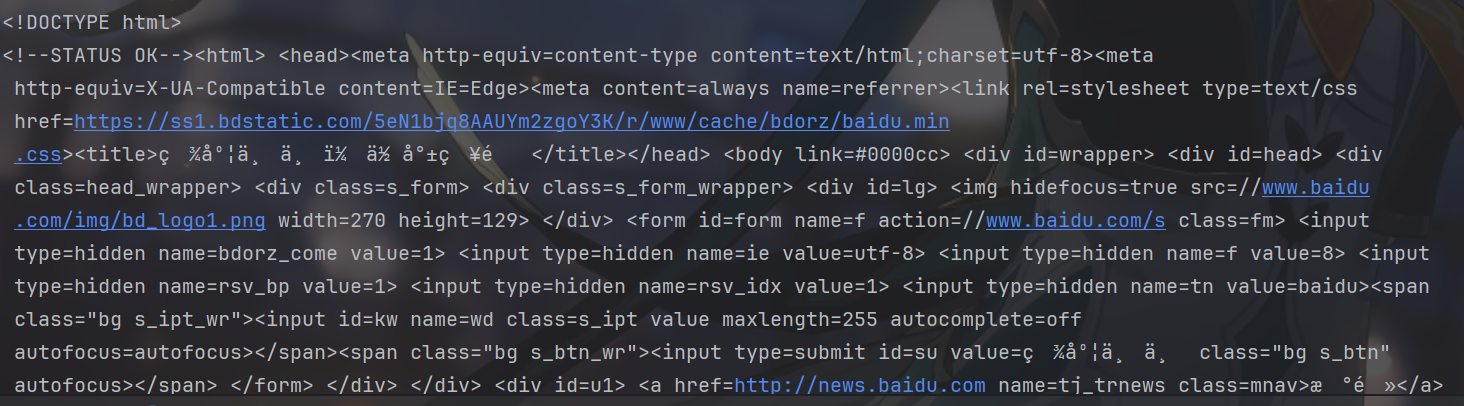 <!DOCTYPE html>
<!--STATUS OK--><html> <head><meta http-equiv=content-type content=text/html;charset=utf-8><meta
http-equiv=X-UA-Compatible content=IE=Edge><meta content=always name=referrer><link rel=stylesheet type=text/css
href=https://ss1.bdstatic.com/5eN1bjq8AAUYm2zgoY3K/r/www/cache/bdorz/baidu.min
.css><title>ç ¾åº¦ä¸ ä¸ ï¼ ä½ å°±ç ¥é </title></head> <body link=#0000cc> <div id=wrapper> <div id=head> <div
class=head_wrapper> <div class=s_form> <div class=s_form_wrapper> <div id=lg> <img hidefocus=true src=//www.baidu
.com/img/bd_logo1.png width=270 height=129> </div> <form id=form name=f action=//www.baidu.com/s class=fm> <input
type=hidden name=bdorz_come value=1> <input type=hidden name=ie value=utf-8> <input type=hidden name=f value=8> <input
type=hidden name=rsv_bp value=1> <input type=hidden name=rsv_idx value=1> <input type=hidden name=tn value=baidu><span
class="bg s_ipt_wr"><input id=kw name=wd class=s_ipt value maxlength=255 autocomplete=off
autofocus=autofocus></span><span class="bg s_btn_wr"><input type=submit id=su value=ç ¾åº¦ä¸ ä¸ class="bg s_btn"
autofocus></span> </form> </div> </div> <div id=u1> <a href=http://news.baidu.com name=tj_trnews class=mnav>æ °é »</a>